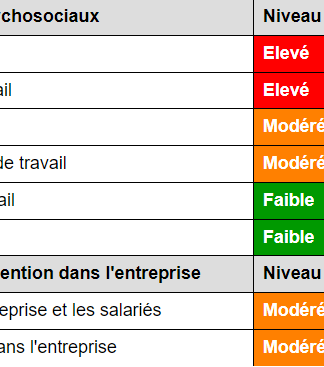 chosociaux Niveau
Elevé
ail Elevé
Modéré
de travail Modéré
ail Faible
Faible
ention dans l'entreprise Niveau
eprise et les salariés Modéré
ans l'entreprise Modéré